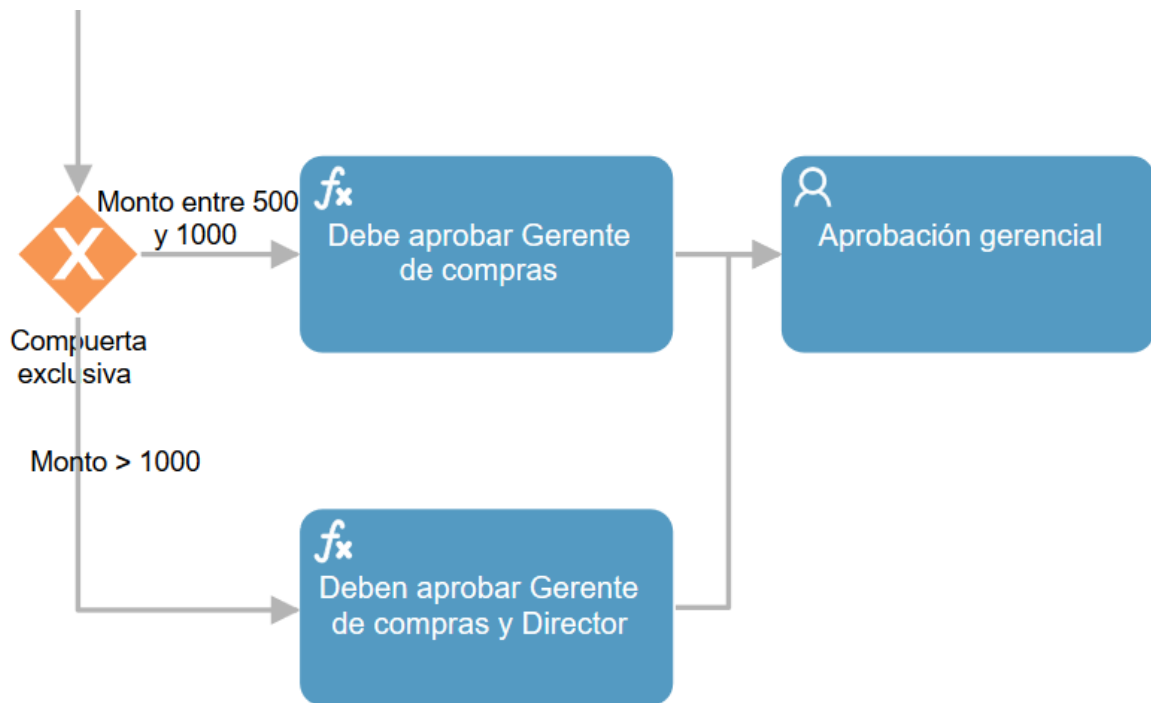 Monto entre 500
y 1000
Debe aprobar Gerente
de compras
Aprobación gerencial
Compuerta
exclusiva
Monto > 1000
Deben aprobar Gerente
de compras y Director